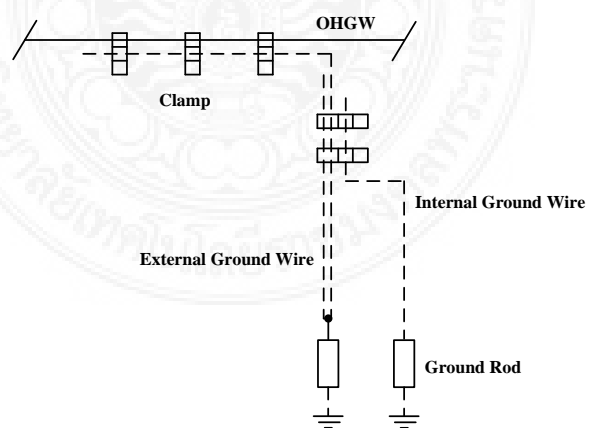 OHGW
Clamp
Internal Ground Wire
External Ground Wire
Ground Rod